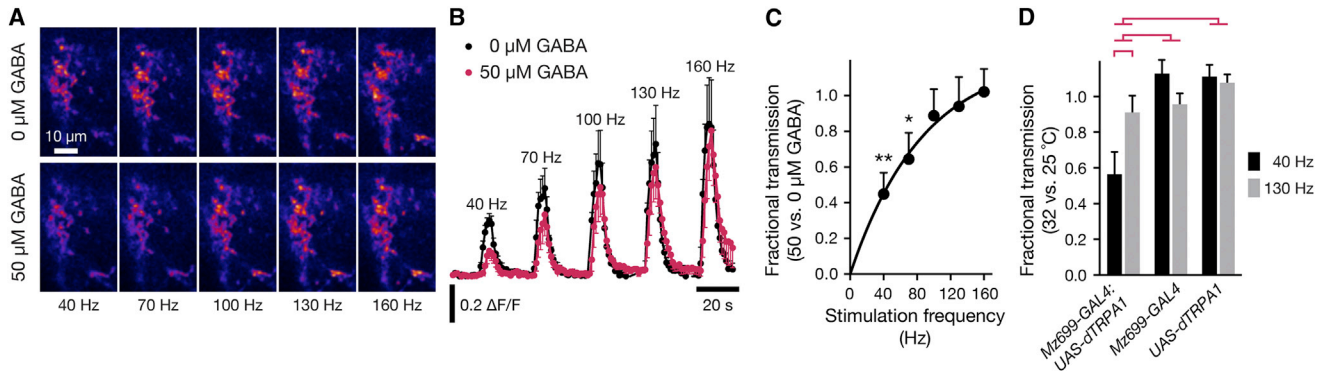 A
0 µM GABA
10 µm
50 µM GABA
40 Hz
70 Hz
100 Hz
130 Hz
160 Hz
B
0 µM GABA
50 µM GABA
40 Hz
70 Hz
100 Hz
130 Hz
160 Hz
0.2 ΔF/F
20 s
C
Fractional transmission
(50 vs. 0 µM GABA)
1.0
0.8
0.6
0.4
0.2
0.0
**
*
0
40
80
120
160
Stimulation frequency
(Hz)
D
Fractional transmission
(32 vs. 25 °C)
1.0
0.8
0.6
0.4
0.2
0.0
40 Hz
130 Hz
Mz699-GAL4:
UAS-dTRPA1
Mz699-GAL4
UAS-dTRPA1